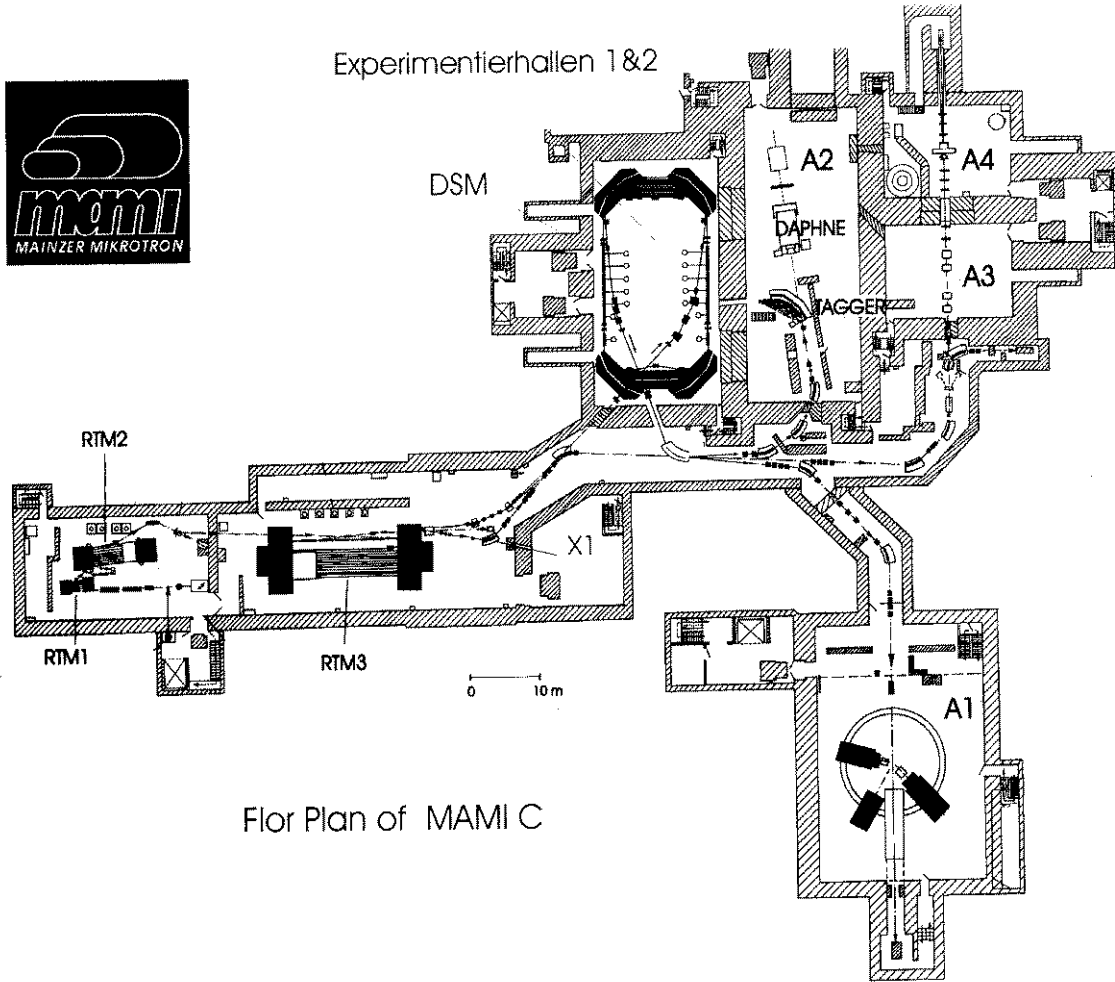 Experimentierhallen 1&2
mami
MAINZER MIKROTRON
DSM
A2
A4
DAPHNE
A3
TAGGER
RTM2
X1
RTM1
RTM3
0 10 m
A1
Flor Plan of MAMI C